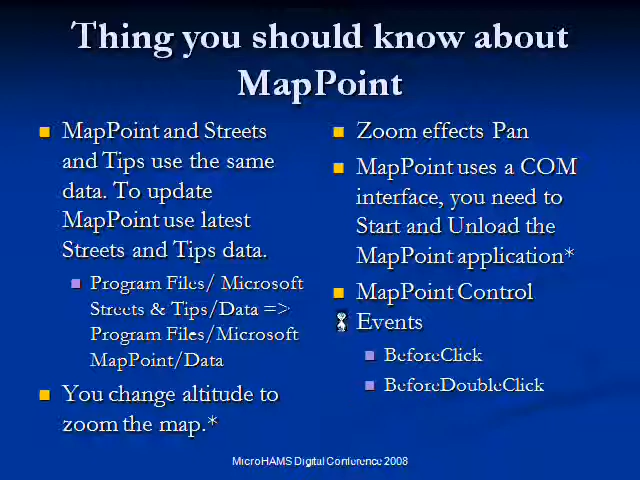 Thing you should know about
MapPoint
MapPoint and Streets
and Tips use the same
data. To update
MapPoint use latest
Streets and Tips data.
Program Files/ Microsoft
Streets & Tips/Data =>
Program Files/Microsoft
MapPoint/Data
You change altitude to
zoom the map.*
Zoom effects Pan
MapPoint uses a COM
interface, you need to
Start and Unload the
MapPoint application*
MapPoint Control
Events
BeforeClick
BeforeDoubleClick
MicroHAMS Digital Conference 2008